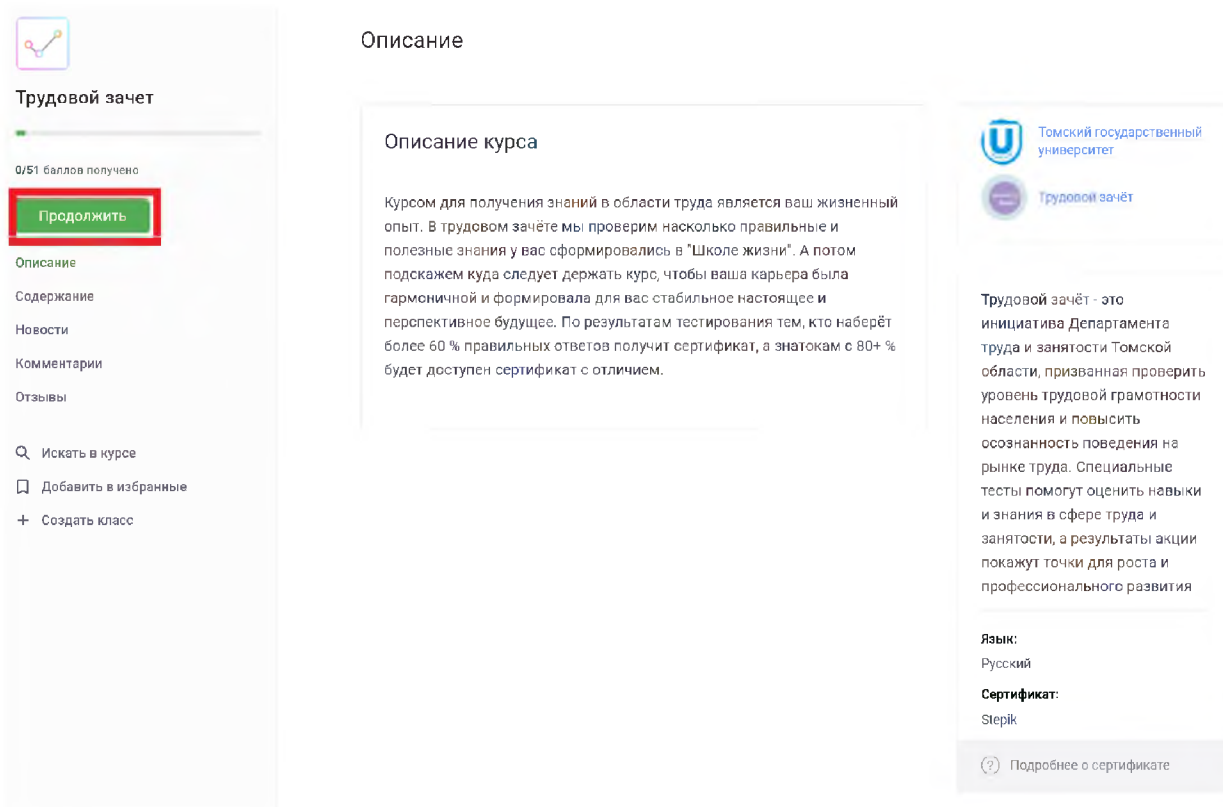 Трудовой зачет
0/51 баллов получено
Продолжить
Описание
Содержание
Новости
Комментарии
Отзывы
Искать в курсе
Добавить в избранные
Создать класс
Описание
Описание курса
Курсом для получения знаний в области труда является ваш жизненный
опыт. В трудовом зачёте мы проверим насколько правильные и
полезные знания у вас сформировались в "Школе жизни". А потом
подскажем куда следует держать курс, чтобы ваша карьера была
гармоничной и формировала для вас стабильное настоящее и
перспективное будущее. По результатам тестирования тем, кто наберёт
более 60 % правильных ответов получит сертификат, а знатокам с 80+ %
будет доступен сертификат с отличием.
Томский государственный
университет
Трудовой зачёт
Трудовой зачёт - это
инициатива Департамента
труда и занятости Томской
области, призванная проверить
уровень трудовой грамотности
населения и повысить
осознанность поведения на
рынке труда. Специальные
тесты помогут оценить навыки
и знания в сфере труда и
занятости, а результаты акции
покажут точки для роста и
профессионального развития
Язык:
Русский
Сертификат:
Stepik
Подробнее о сертификате